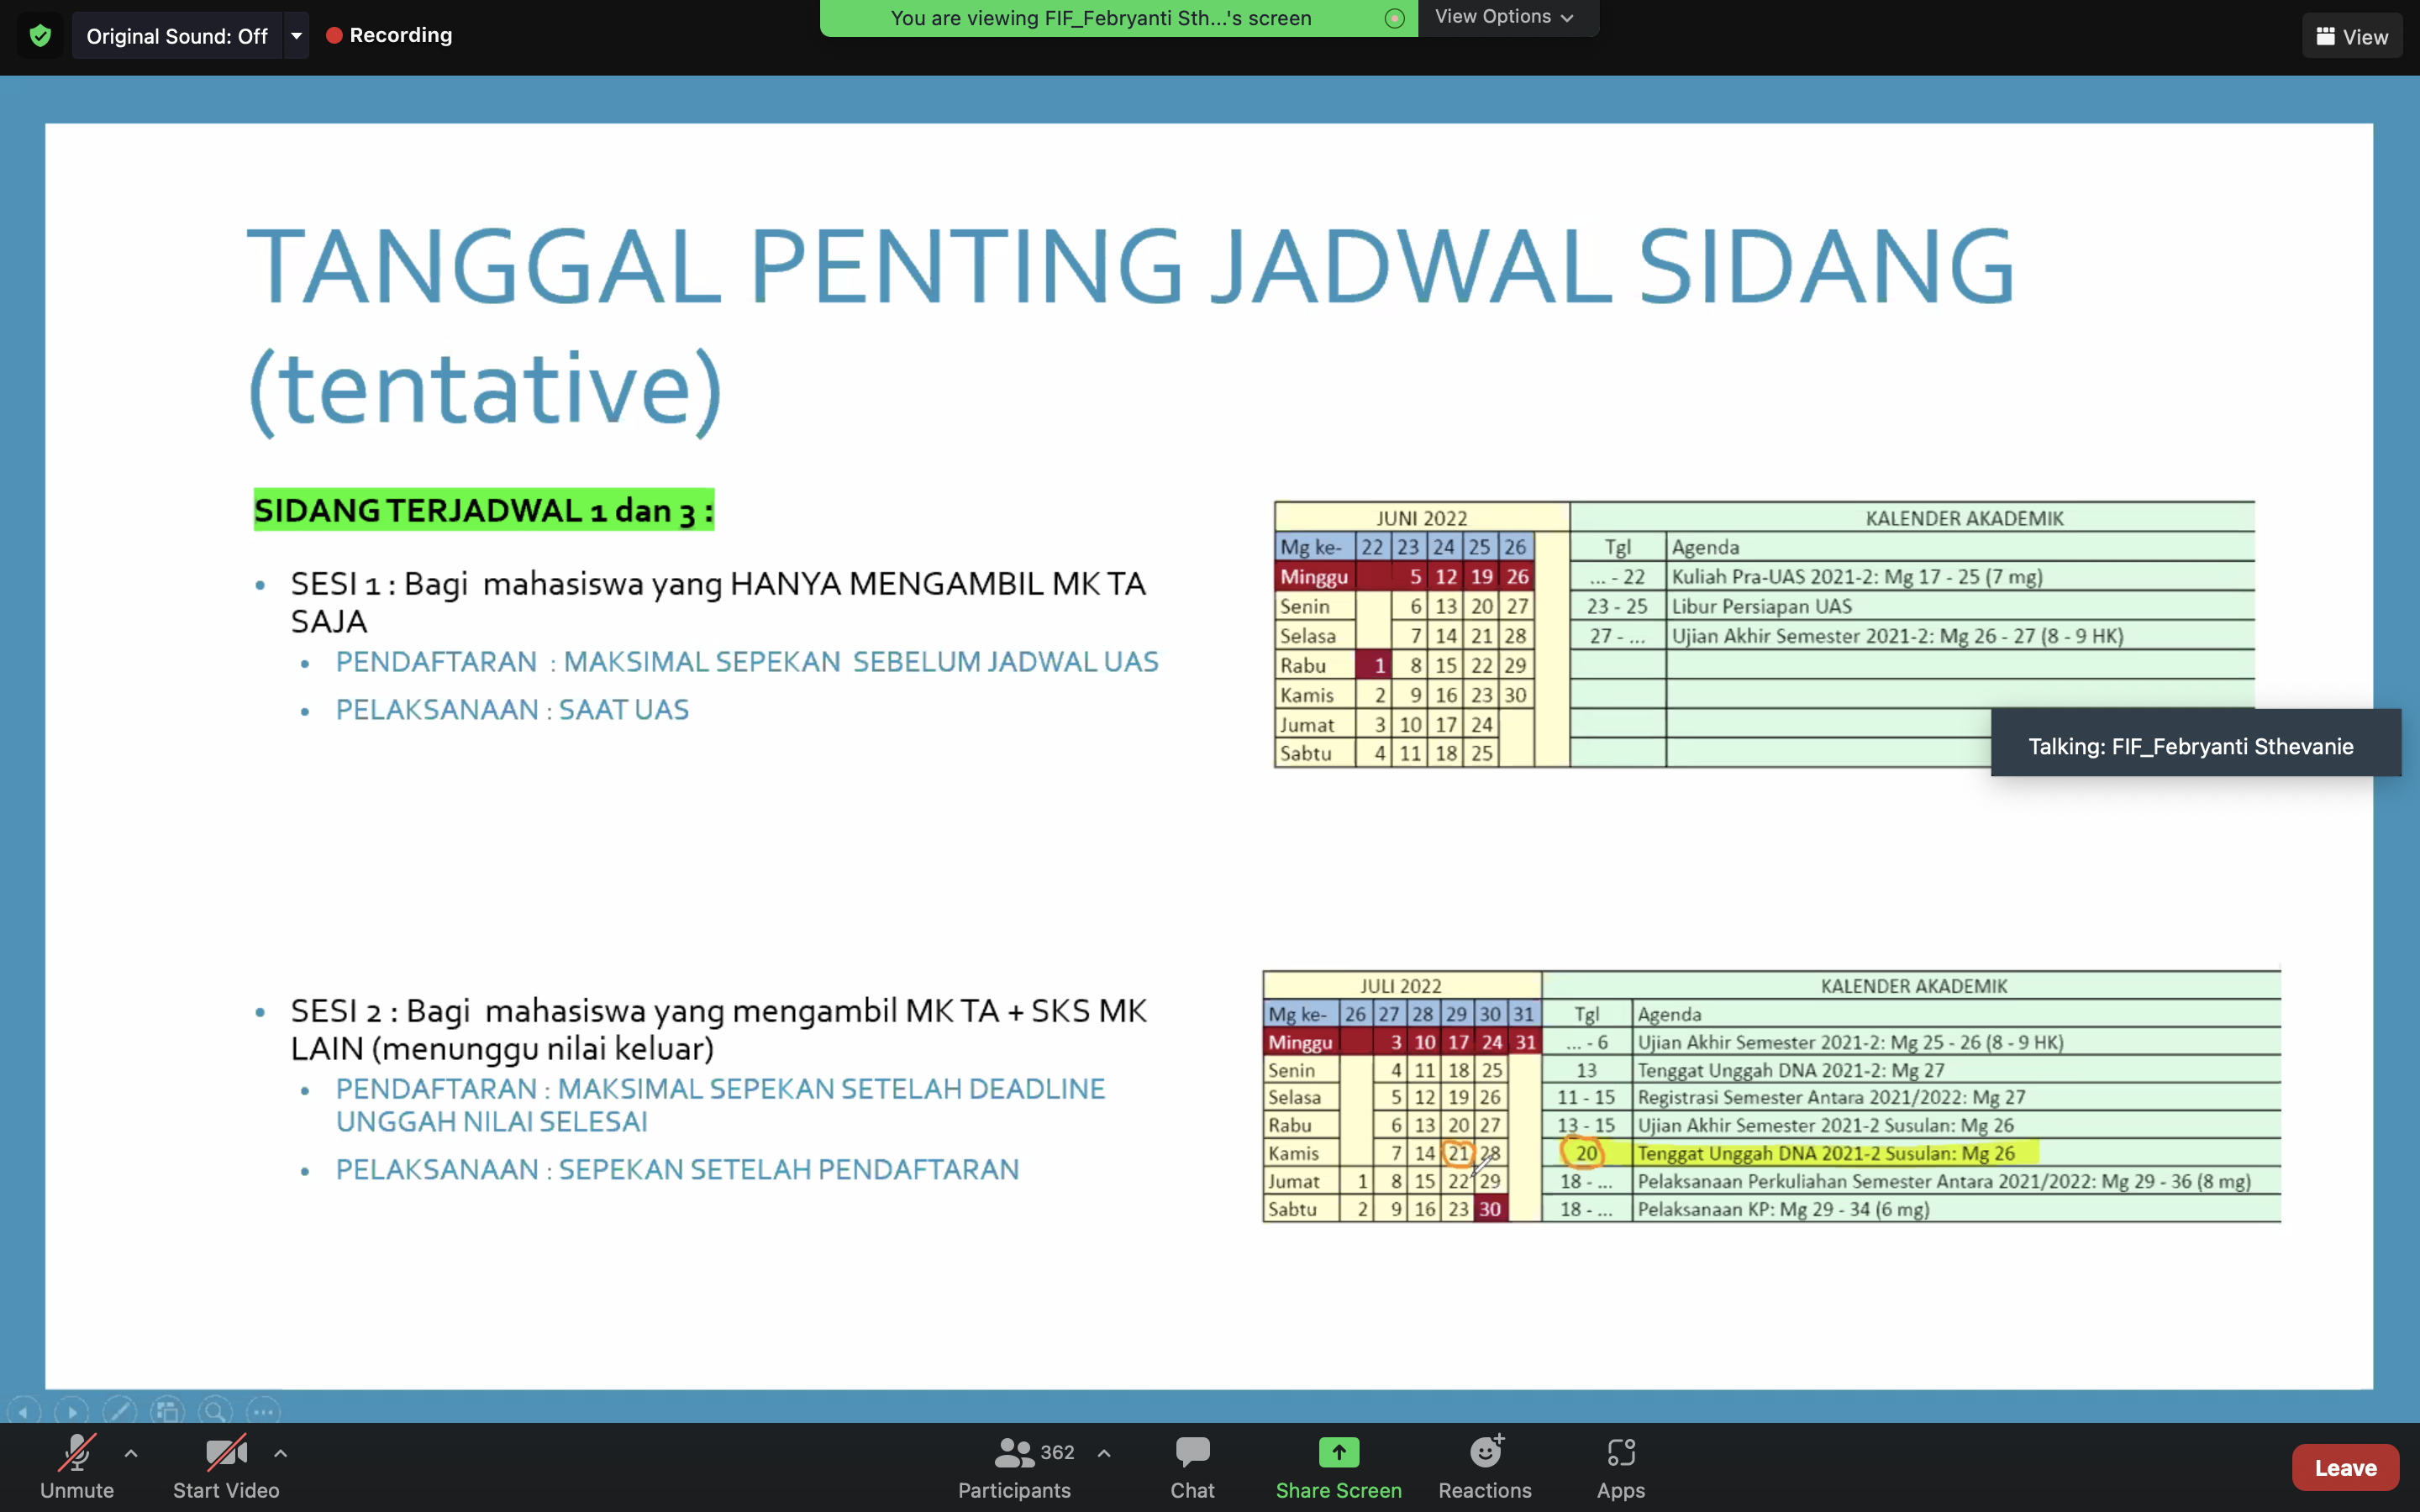 Original Sound: Off
Recording
You are viewing FIF_Febryanti Sth...'s screen
View Options
View
TANGGAL PENTING JADWAL SIDANG
(tentative)
SIDANG TERJADWAL 1 dan 3 :
• SESI 1 : Bagi mahasiswa yang HANYA MENGAMBIL MK TA
SAJA
• PENDAFTARAN : MAKSIMAL SEPEKAN SEBELUM JADWAL UAS
• PELAKSANAAN : SAAT UAS
JUNI 2022 KALENDER AKADEMIK
Mg ke- 22 23 24 25 26 Tgl Agenda
Minggu 5 12 19 26 ... - 22 Kuliah Pra-UAS 2021-2: Mg 17 - 25 (7 mg)
Senin 6 13 20 27 23 - 25 Libur Persiapan UAS
Selasa 7 14 21 28 27 - ... Ujian Akhir Semester 2021-2: Mg 26 - 27 (8 - 9 HK)
Rabu 1 8 15 22 29
Kamis 2 9 16 23 30
Jumat 3 10 17 24
Sabtu 4 11 18 25
Talking: FIF_Febryanti Sthevanie
• SESI 2 : Bagi mahasiswa yang mengambil MK TA + SKS MK
LAIN (menunggu nilai keluar)
• PENDAFTARAN : MAKSIMAL SEPEKAN SETELAH DEADLINE
UNGGAH NILAI SELESAI
• PELAKSANAAN : SEPEKAN SETELAH PENDAFTARAN
JULI 2022 KALENDER AKADEMIK
Mg ke- 26 27 28 29 30 31 Tgl Agenda
Minggu 3 10 17 24 31 ... - 6 Ujian Akhir Semester 2021-2: Mg 25 - 26 (8 - 9 HK)
Senin 4 11 18 25 13 Tenggat Unggah DNA 2021-2: Mg 27
Selasa 5 12 19 26 11 - 15 Registrasi Semester Antara 2021/2022: Mg 27
Rabu 6 13 20 27 13 - 15 Ujian Akhir Semester 2021-2 Susulan: Mg 26
Kamis 7 14 21 28 20 Tenggat Unggah DNA 2021-2 Susulan: Mg 26
Jumat 1 8 15 22 29 18 - ... Pelaksanaan Perkuliahan Semester Antara 2021/2022: Mg 29 - 36 (8 mg)
Sabtu 2 9 16 23 30 18 - ... Pelaksanaan KP: Mg 29 - 34 (6 mg)
Unmute
Start Video
362
Participants
Chat
Share Screen
Reactions
Apps
Leave